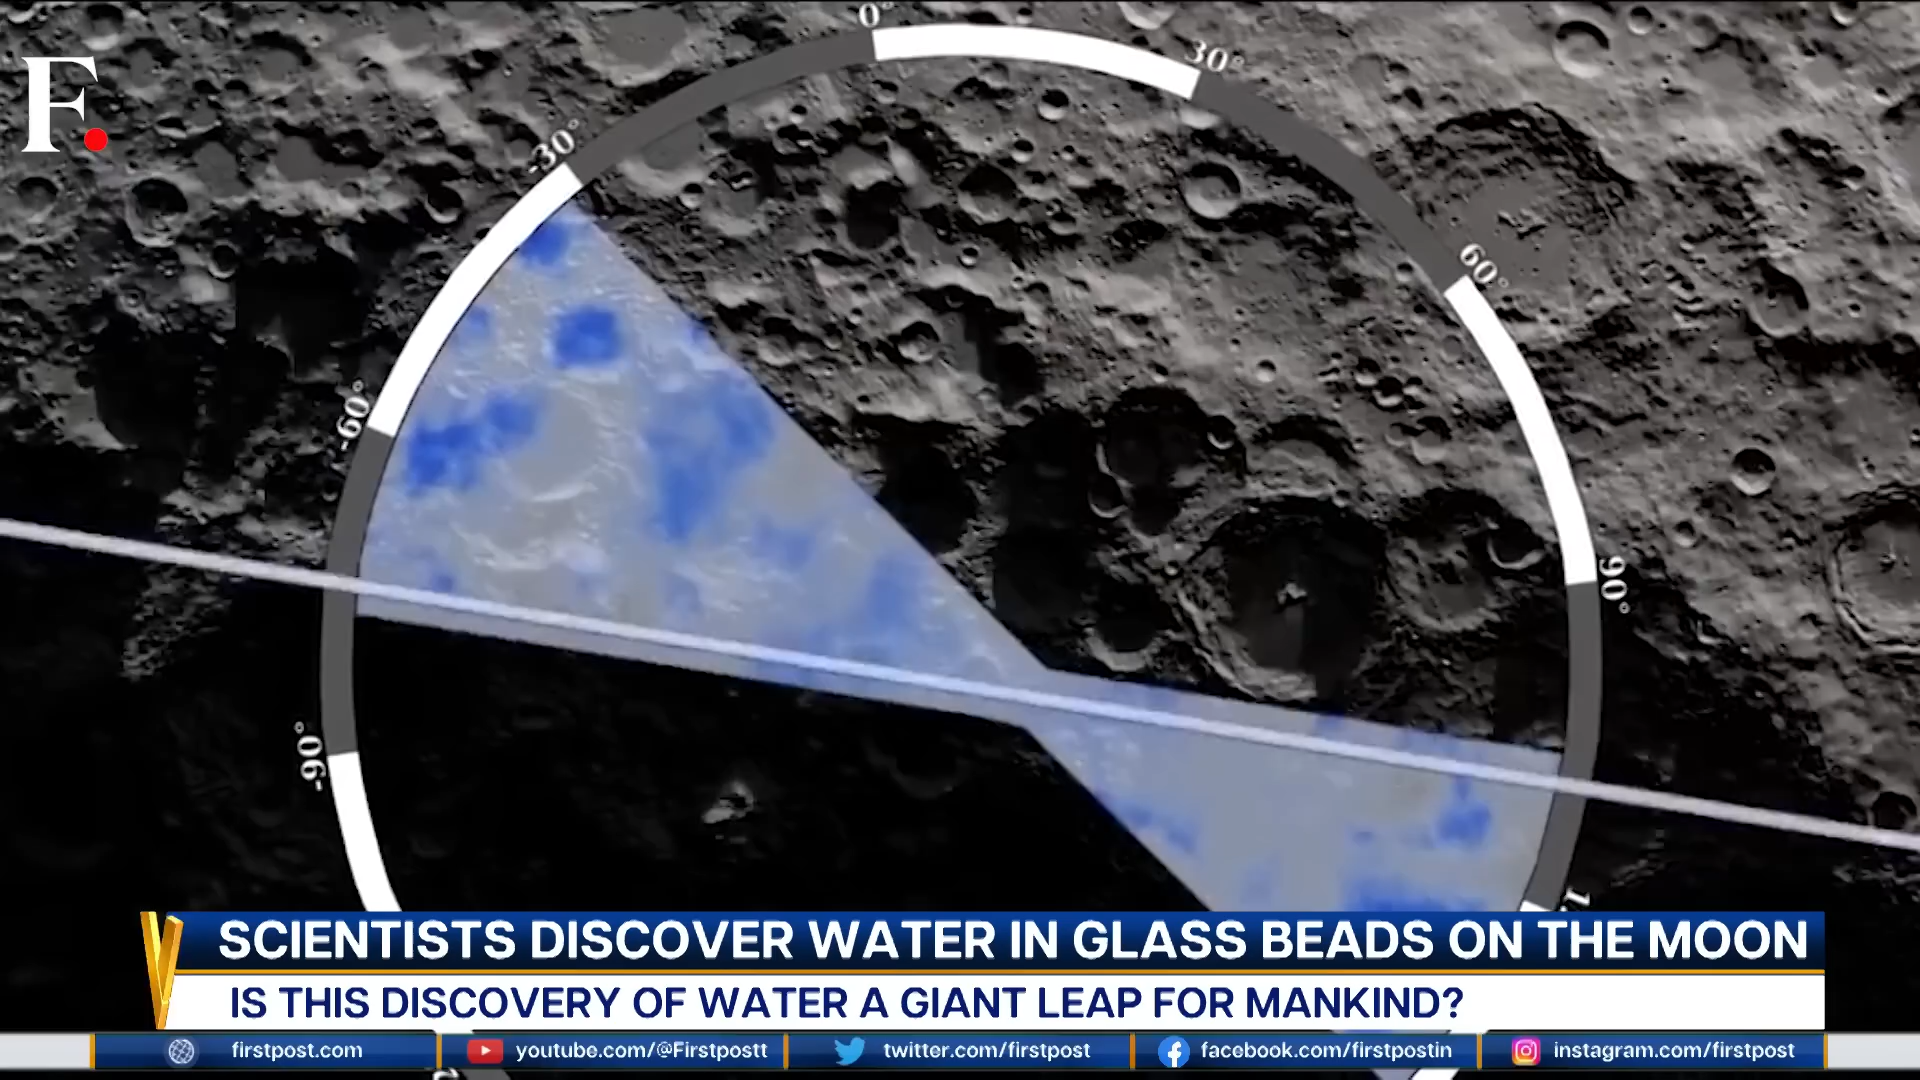 0°
30°
-30°
60°
-60°
90°
-90°
F.
SCIENTISTS DISCOVER WATER IN GLASS BEADS ON THE MOON
IS THIS DISCOVERY OF WATER A GIANT LEAP FOR MANKIND?
firstpost.com
youtube.com/@Firstpostt
twitter.com/firstpost
facebook.com/firstpostin
instagram.com/firstpost